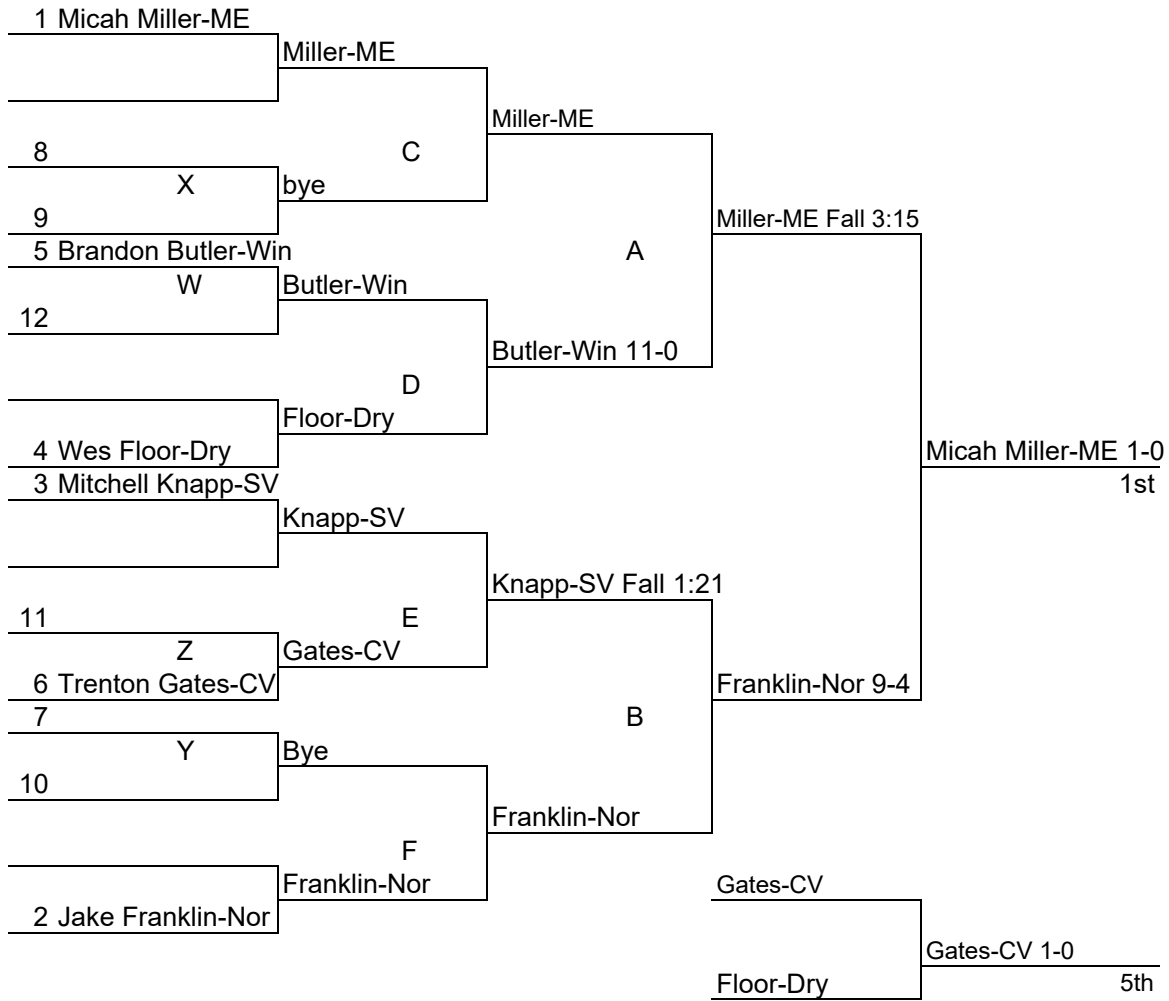 1 Micah Miller-ME
Miller-ME
Miller-ME
8
C
X
bye
9
Miller-ME Fall 3:15
5 Brandon Butler-Win
A
W
Butler-Win
12
Butler-Win 11-0
D
Floor-Dry
4 Wes Floor-Dry
Micah Miller-ME 1-0
3 Mitchell Knapp-SV
1st
Knapp-SV
Knapp-SV Fall 1:21
11
E
Z
Gates-CV
6 Trenton Gates-CV
Franklin-Nor 9-4
7
B
Y
Bye
10
Franklin-Nor
F
Franklin-Nor
Gates-CV
2 Jake Franklin-Nor
Gates-CV 1-0
Floor-Dry
5th